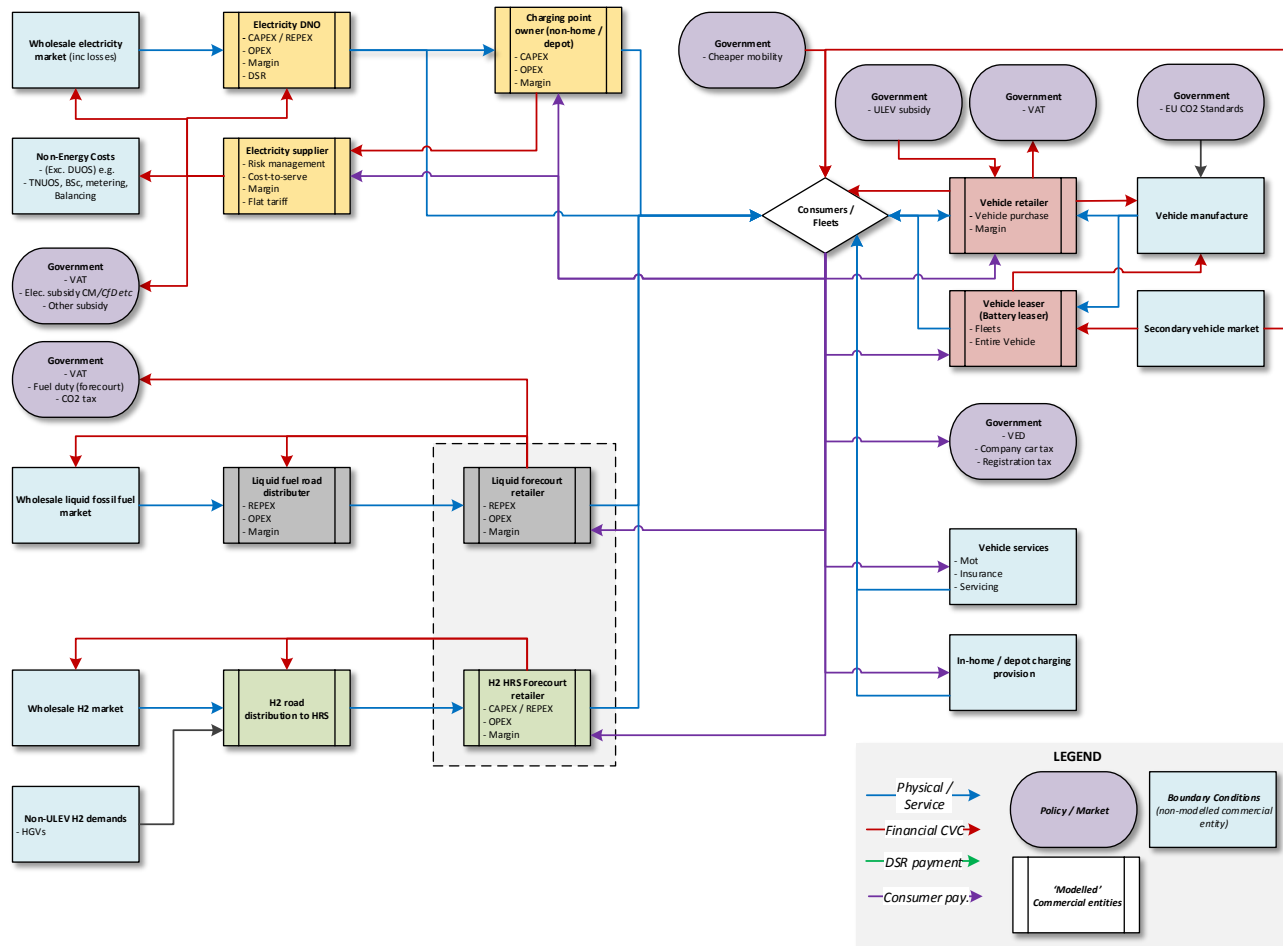 Wholesale electricity
market (inc losses)
Electricity DNO
- CAPEX / REPEX
- OPEX
- Margin
- DSR
Charging point
owner (non-home /
depot)
- CAPEX
- OPEX
- Margin
Government
- Cheaper mobility
Government
- ULEV subsidy
Government
- VAT
Government
- EU CO2 Standards
Non-Energy Costs
- (Exc. DUOS) e.g.
- TNUOS, BSc, metering,
Balancing
Electricity supplier
- Risk management
- Cost-to-serve
- Margin
- Flat tariff
Consumers /
Fleets
Vehicle retailer
- Vehicle purchase
- Margin
Vehicle manufacture
Government
- VAT
- Elec. subsidy CM/CfDetc
- Other subsidy
Vehicle leaser
(Battery leaser)
- Fleets
- Entire Vehicle
Secondary vehicle market
Government
- VAT
- Fuel duty (forecourt)
- CO2 tax
Government
- VED
- Company car tax
- Registration tax
Wholesale liquid fossil fuel
market
Liquid fuel road
distributer
- REPEX
- OPEX
- Margin
Liquid forecourt
retailer
- REPEX
- OPEX
- Margin
Vehicle services
- Mot
- Insurance
- Servicing
In-home / depot charging
provision
Wholesale H2 market
H2 road
distribution to HRS
H2 HRS Forecourt
retailer
- CAPEX / REPEX
- OPEX
- Margin
Non-ULEV H2 demands
- HGVs
LEGEND
Physical /
Service
Financial CVC
DSR payment
Consumer pay.
Policy / Market
Boundary Conditions
(non-modelled commercial
entity)
'Modelled'
Commercial entities